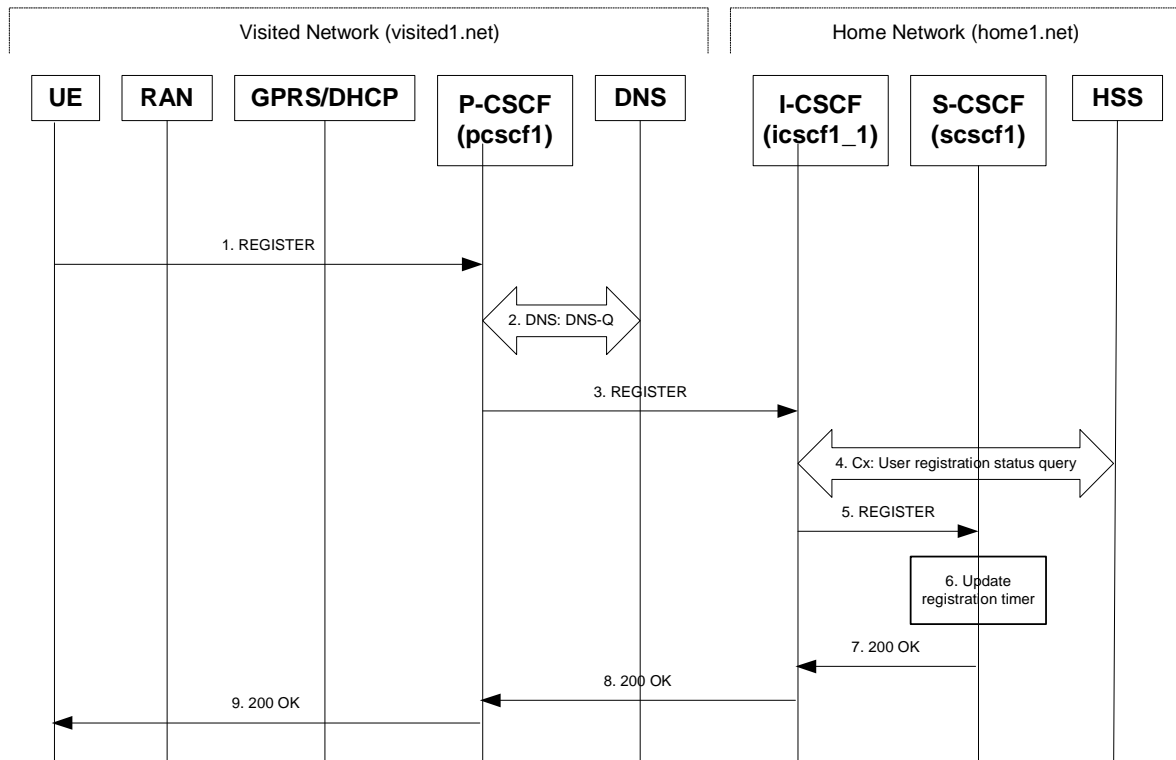 Visited Network (visited1.net)
Home Network (home1.net)
UE
RAN
GPRS/DHCP
P-CSCF
(pcscf1)
DNS
I-CSCF
(icscf1_1)
S-CSCF
(scscf1)
HSS
1. REGISTER
2. DNS: DNS-Q
3. REGISTER
4. Cx: User registration status query
5. REGISTER
6. Update
registration timer
7. 200 OK
8. 200 OK
9. 200 OK